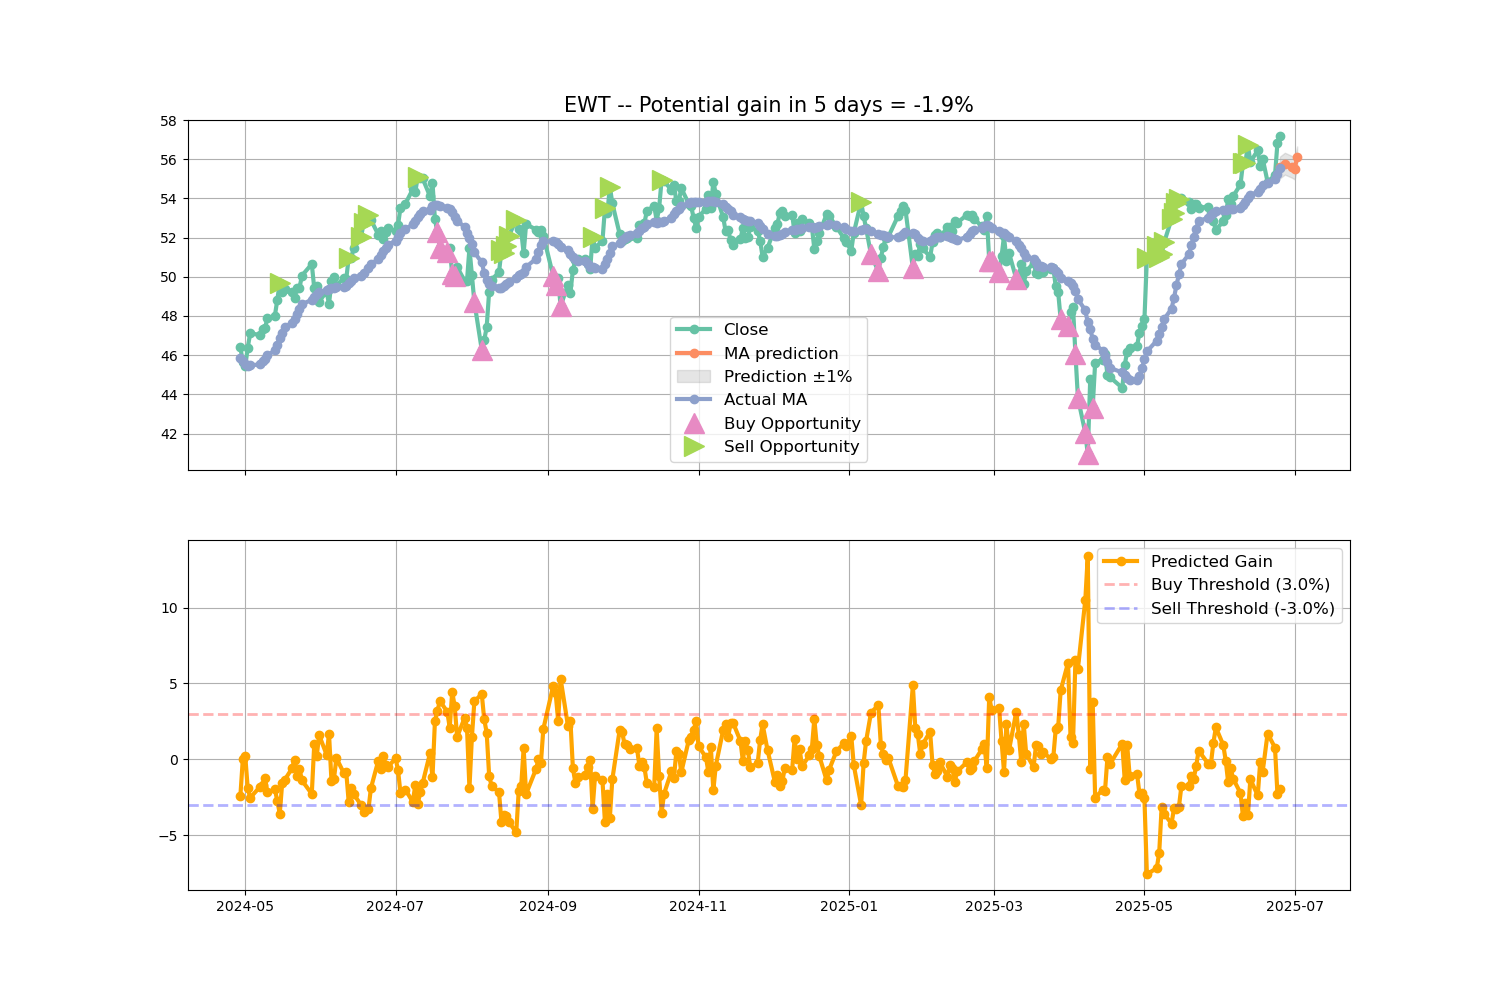 EWT -- Potential gain in 5 days = -1.9%
58
56
54
52
50
48
46
44
42
Close
MA prediction
Prediction ±1%
Actual MA
Buy Opportunity
Sell Opportunity
10
5
0
−5
Predicted Gain
Buy Threshold (3.0%)
Sell Threshold (-3.0%)
2024-05 2024-07 2024-09 2024-11 2025-01 2025-03 2025-05 2025-07